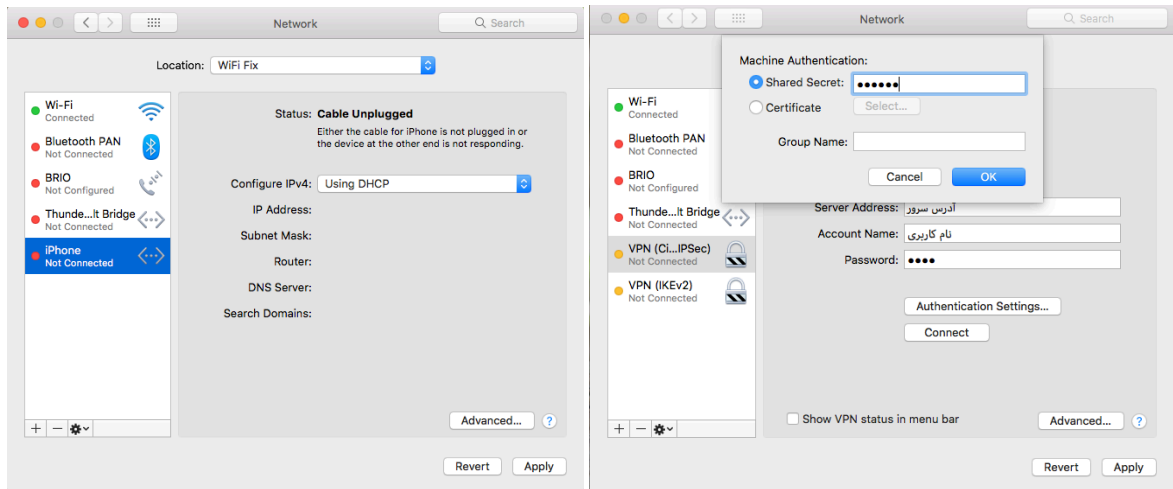 Network
Search
Location: WiFi Fix
Wi-Fi
Connected
Bluetooth PAN
Not Connected
BRIO
Not Configured
Thunde...lt Bridge
Not Connected
iPhone
Not Connected
Status: Cable Unplugged
Either the cable for iPhone is not plugged in or
the device at the other end is not responding.
Configure IPv4: Using DHCP
IP Address:
Subnet Mask:
Router:
DNS Server:
Search Domains:
Advanced...
?
Revert
Apply
Network
Search
Machine Authentication:
Shared Secret: ••••••
Certificate
Select...
Group Name:
Cancel
OK
Wi-Fi
Connected
Bluetooth PAN
Not Connected
BRIO
Not Configured
Thunde...lt Bridge
Not Connected
VPN (Ci...IPSec)
Not Connected
VPN (IKEv2)
Not Connected
Server Address: آدرس سرور
Account Name: نام کاربری
Password: ••••
Authentication Settings...
Connect
Show VPN status in menu bar
Advanced...
?
Revert
Apply